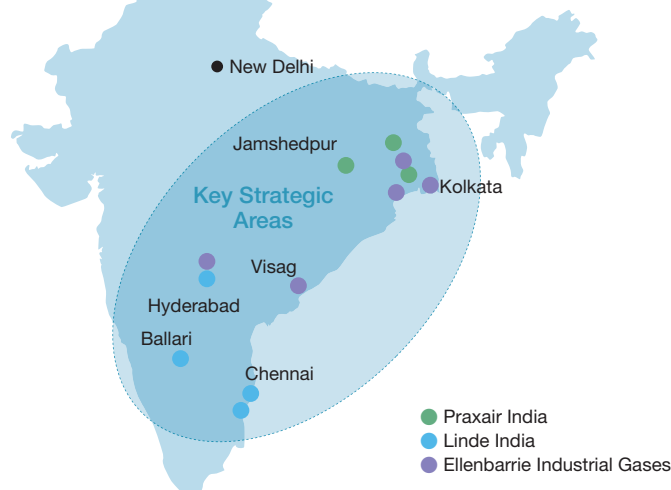 New Delhi
Jamshedpur
Kolkata
Key Strategic
Areas
Visag
Hyderabad
Ballari
Chennai
Praxair India
Linde India
Ellenbarrie Industrial Gases